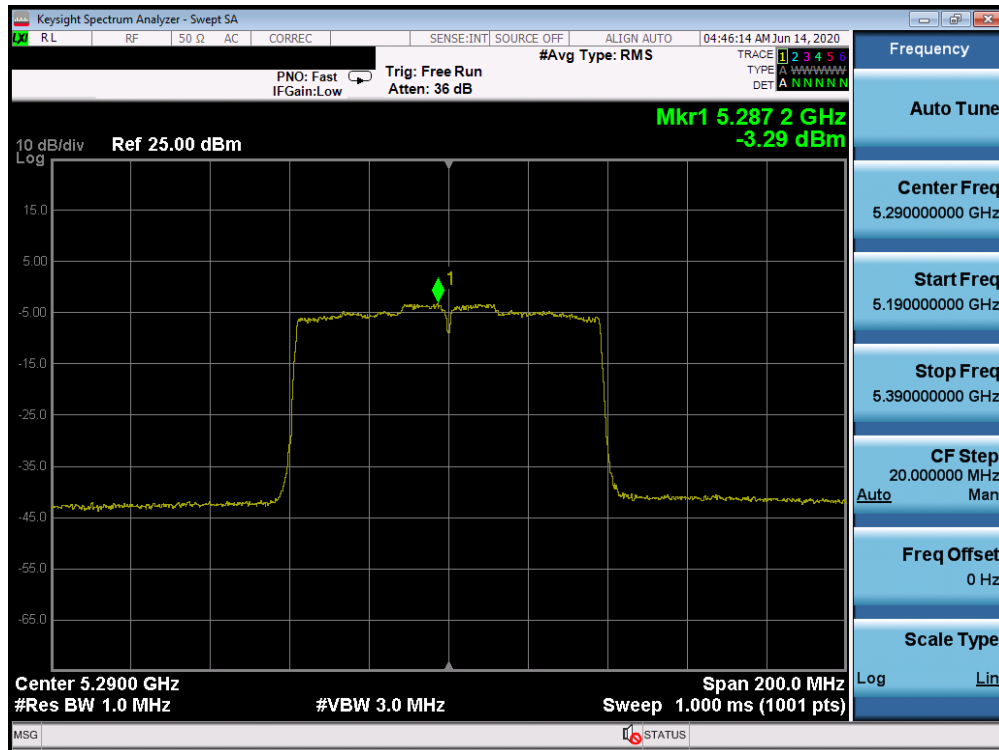 Keysight Spectrum Analyzer - Swept SA
LXI RL RF 50 Ω AC CORREC SENSE:INT SOURCE OFF ALIGN AUTO 04:46:14 AM Jun 14, 2020
#Avg Type: RMS
TRACE 1 2 3 4 5 6
PNO: Fast Trig: Free Run
TYPE A WWWWW
IFGain:Low Atten: 36 dB
DET A N N N N N
Mkr1 5.287 2 GHz
-3.29 dBm
10 dB/div Ref 25.00 dBm
Log
15.0
5.00
1
-5.00
-15.0
-25.0
-35.0
-45.0
-55.0
-65.0
Center 5.2900 GHz Span 200.0 MHz
#Res BW 1.0 MHz #VBW 3.0 MHz Sweep 1.000 ms (1001 pts)
MSG STATUS
Frequency
Auto Tune
Center Freq
5.290000000 GHz
Start Freq
5.190000000 GHz
Stop Freq
5.390000000 GHz
CF Step
20.000000 MHz
Auto Man
Freq Offset
0 Hz
Scale Type
Log Lin